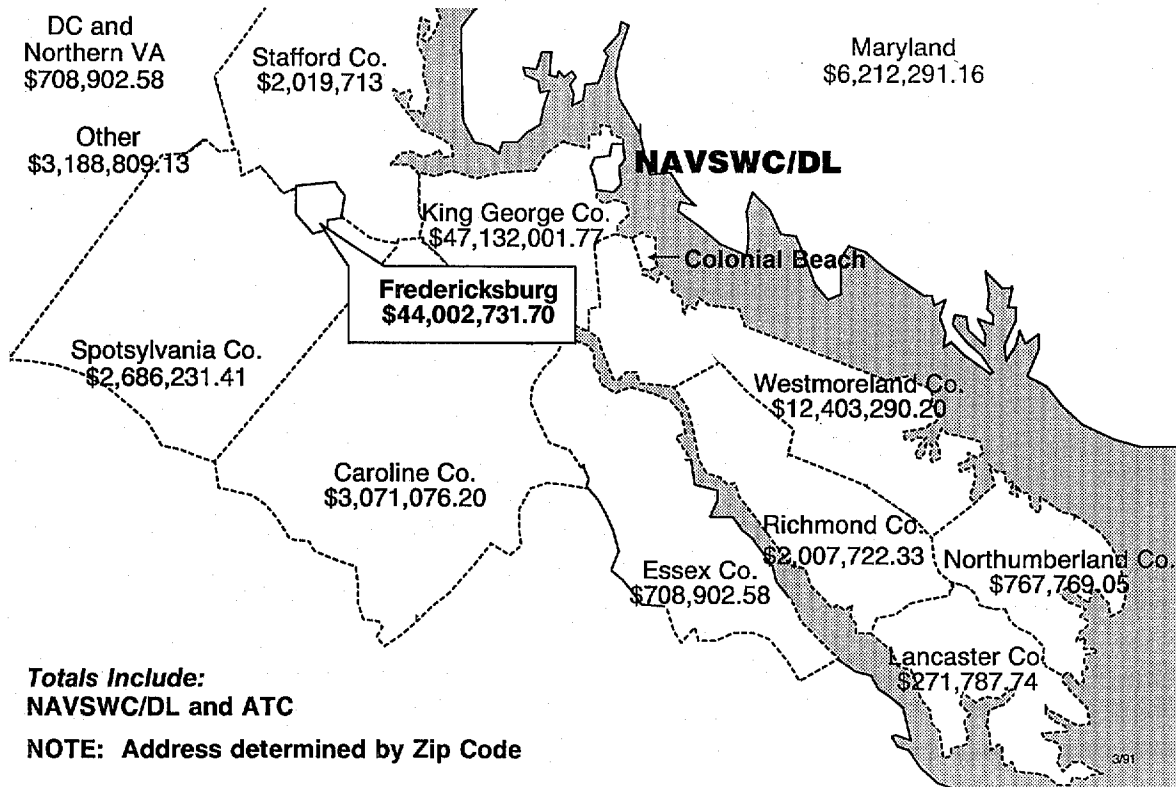 DC and
Northern VA
$708,902.58
Stafford Co.
$2,019,713
Maryland
$6,212,291.16
Other
$3,188,809.13
NAVSWC/DL
King George Co.
$47,132,001.77
Colonial Beach
Fredericksburg
$44,002,731.70
Spotsylvania Co.
$2,686,231.41
Westmoreland Co.
$12,403,290.20
Caroline Co.
$3,071,076.20
Richmond Co.
$2,007,722.33
Northumberland Co.
$767,769.05
Essex Co.
$708,902.58
Lancaster Co
$271,787.74
Totals Include:
NAVSWC/DL and ATC
NOTE: Address determined by Zip Code
3/91